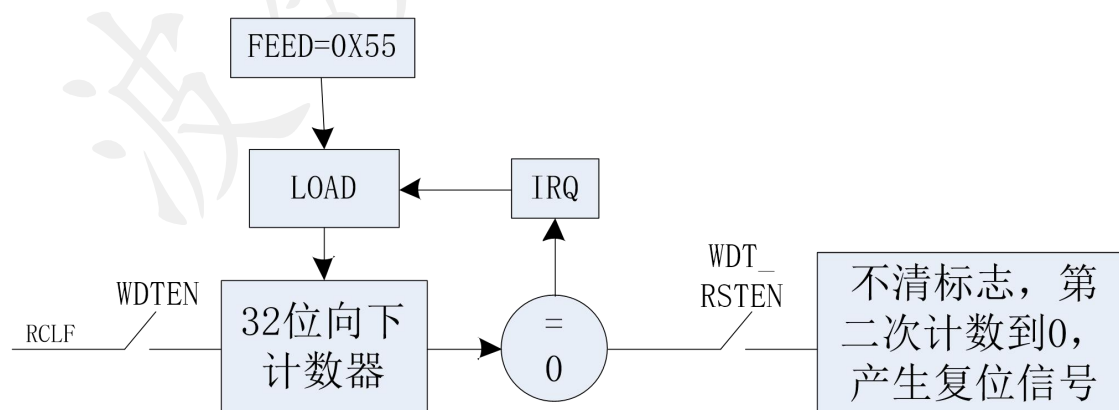 FEED=0X55
LOAD
IRQ
WDTEN
RCLF
32位向下
计数器
=
0
WDT_
RSTEN
不清标志，第
二次计数到0，
产生复位信号
波